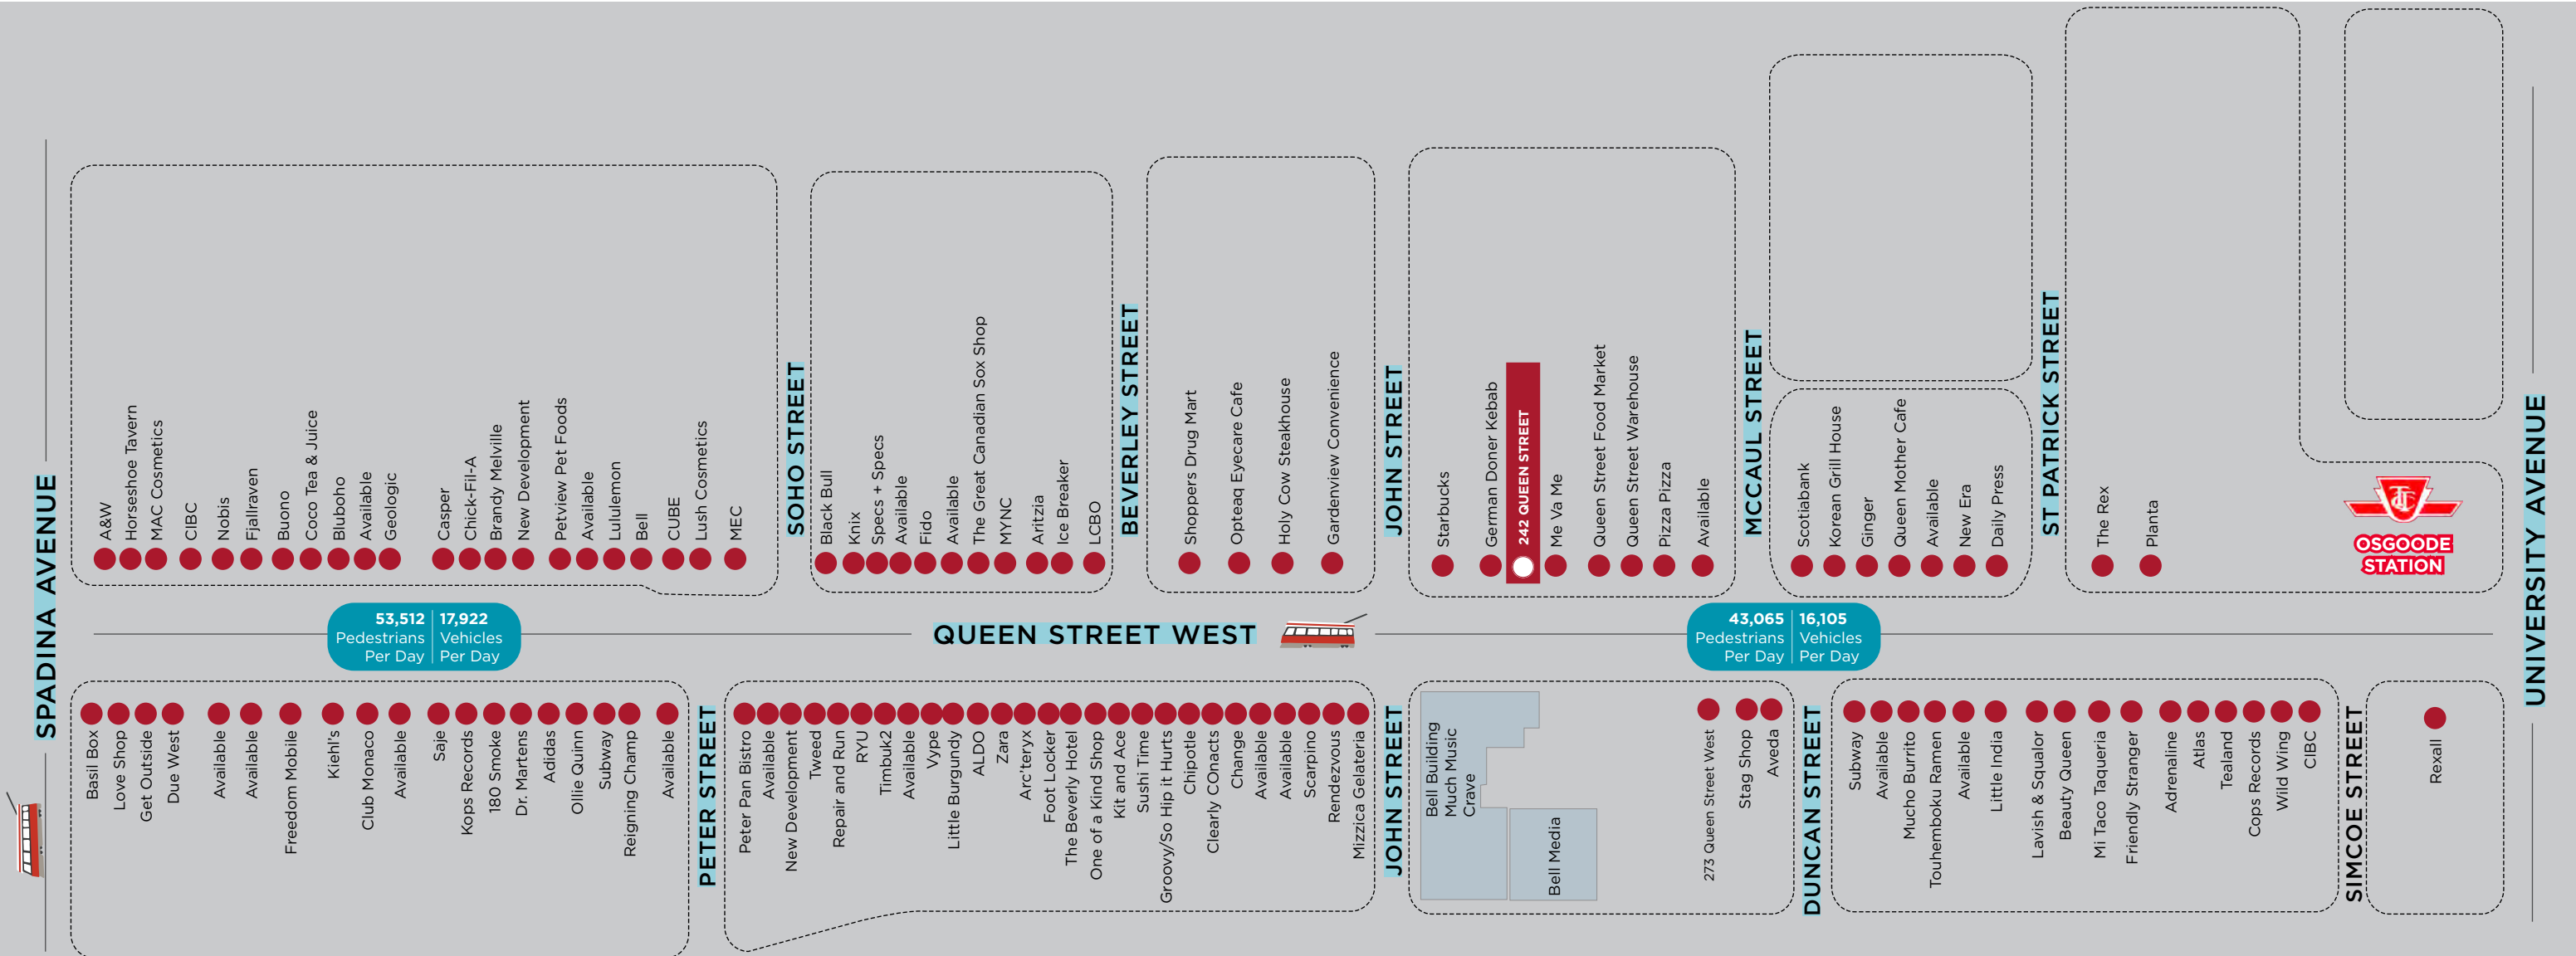 SPADINA AVENUE
A&W
Horseshoe Tavern
MAC Cosmetics
CIBC
Nobis
Fjallraven
Buono
Coco Tea & Juice
Bluboho
Available
Geologic
Casper
Chick-Fil-A
Brandy Melville
New Development
Petview Pet Foods
Available
Lululemon
Bell
CUBE
Lush Cosmetics
MEC
SOHO STREET
Black Bull
Knix
Specs + Specs
Available
Fido
Available
The Great Canadian Sox Shop
MYNC
Aritzia
Ice Breaker
LCBO
BEVERLEY STREET
Shoppers Drug Mart
Opteaq Eyecare Cafe
Holy Cow Steakhouse
Gardenview Convenience
JOHN STREET
Starbucks
German Doner Kebab
242 QUEEN STREET
Me Va Me
Queen Street Food Market
Queen Street Warehouse
Pizza Pizza
Available
MCCAUL STREET
Scotiabank
Korean Grill House
Ginger
Queen Mother Cafe
Available
New Era
Daily Press
ST PATRICK STREET
The Rex
Planta
TTC
OSGOODE
STATION
UNIVERSITY AVENUE
53,512
Pedestrians
Per Day
17,922
Vehicles
Per Day
QUEEN STREET WEST
43,065
Pedestrians
Per Day
16,105
Vehicles
Per Day
Basil Box
Love Shop
Get Outside
Due West
Available
Available
Freedom Mobile
Kiehl's
Club Monaco
Available
Saje
Kops Records
180 Smoke
Dr. Martens
Adidas
Ollie Quinn
Subway
Reigning Champ
Available
PETER STREET
Peter Pan Bistro
Available
New Development
Tweed
Repair and Run
RYU
Timbuk2
Available
Vype
Little Burgundy
ALDO
Zara
Arc'teryx
Foot Locker
The Beverly Hotel
One of a Kind Shop
Kit and Ace
Sushi Time
Groovy/So Hip it Hurts
Chipotle
Clearly COnacts
Change
Available
Available
Scarpino
Rendezvous
Mizzica Gelateria
JOHN STREET
Bell Building
Much Music
Crave
Bell Media
273 Queen Street West
Stag Shop
Aveda
DUNCAN STREET
Subway
Available
Mucho Burrito
Touhemboku Ramen
Available
Little India
Lavish & Squalor
Beauty Queen
Mi Taco Taqueria
Friendly Stranger
Adrenaline
Atlas
Tealand
Cops Records
Wild Wing
CIBC
SIMCOE STREET
Rexall